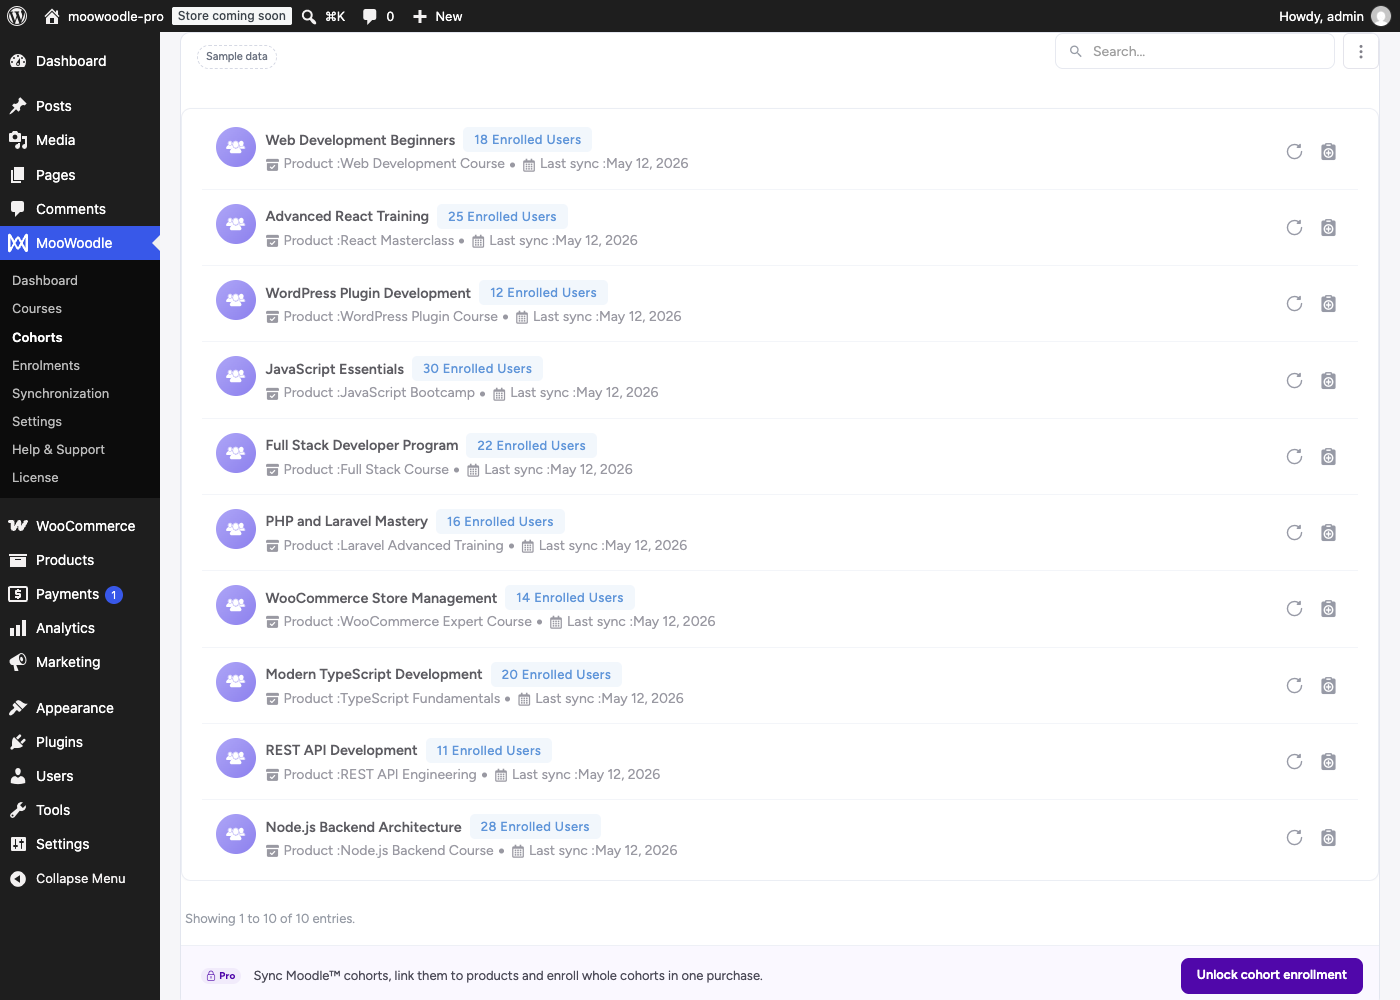 moowoodle-pro
Store coming soon
⌘K
0
New
Howdy, admin
Dashboard
Posts
Media
Pages
Comments
MooWoodle
Dashboard
Courses
Cohorts
Enrolments
Synchronization
Settings
Help & Support
License
WooCommerce
Products
Payments 1
Analytics
Marketing
Appearance
Plugins
Users
Tools
Settings
Collapse Menu
Sample data
Search...
Web Development Beginners 18 Enrolled Users
Product :Web Development Course • Last sync :May 12, 2026
Advanced React Training 25 Enrolled Users
Product :React Masterclass • Last sync :May 12, 2026
WordPress Plugin Development 12 Enrolled Users
Product :WordPress Plugin Course • Last sync :May 12, 2026
JavaScript Essentials 30 Enrolled Users
Product :JavaScript Bootcamp • Last sync :May 12, 2026
Full Stack Developer Program 22 Enrolled Users
Product :Full Stack Course • Last sync :May 12, 2026
PHP and Laravel Mastery 16 Enrolled Users
Product :Laravel Advanced Training • Last sync :May 12, 2026
WooCommerce Store Management 14 Enrolled Users
Product :WooCommerce Expert Course • Last sync :May 12, 2026
Modern TypeScript Development 20 Enrolled Users
Product :TypeScript Fundamentals • Last sync :May 12, 2026
REST API Development 11 Enrolled Users
Product :REST API Engineering • Last sync :May 12, 2026
Node.js Backend Architecture 28 Enrolled Users
Product :Node.js Backend Course • Last sync :May 12, 2026
Showing 1 to 10 of 10 entries.
Pro
Sync Moodle™ cohorts, link them to products and enroll whole cohorts in one purchase.
Unlock cohort enrollment